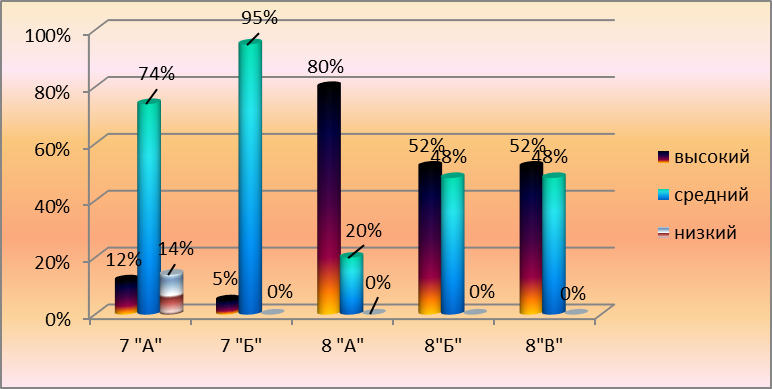 100%
80%
60%
40%
20%
0%
12%
74%
14%
5%
95%
0%
80%
20%
0%
52%
48%
0%
52%
48%
0%
7 "А"
7 "Б"
8 "А"
8"Б"
8"В"
высокий
средний
низкий